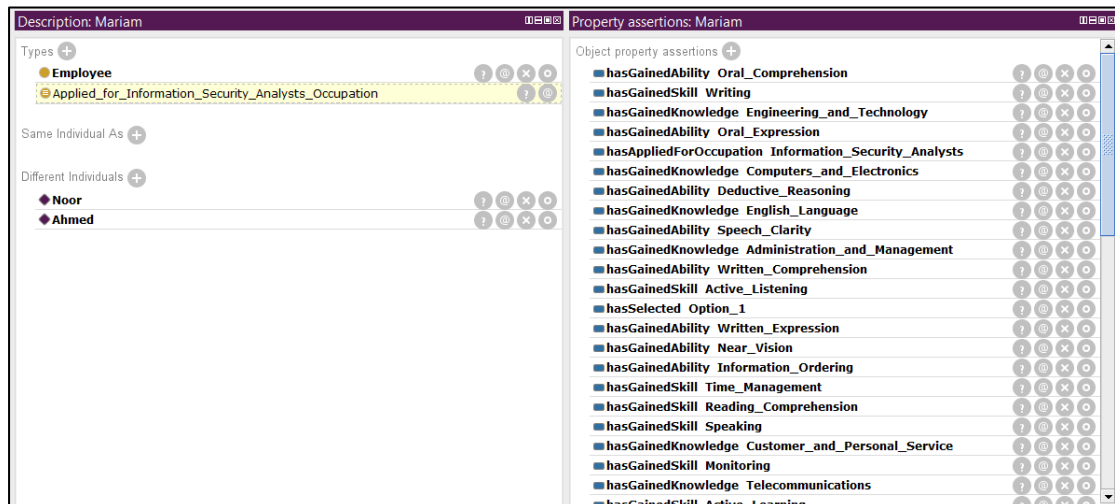 Description: Mariam
Types
Employee
Applied_for_Information_Security_Analysts_Occupation
Same Individual As
Different Individuals
Noor
Ahmed
Property assertions: Mariam
Object property assertions
hasGainedAbility Oral_Comprehension
hasGainedSkill Writing
hasGainedKnowledge Engineering_and_Technology
hasGainedAbility Oral_Expression
hasAppliedForOccupation Information_Security_Analysts
hasGainedKnowledge Computers_and_Electronics
hasGainedAbility Deductive_Reasoning
hasGainedKnowledge English_Language
hasGainedAbility Speech_Clarity
hasGainedKnowledge Administration_and_Management
hasGainedAbility Written_Comprehension
hasGainedSkill Active_Listening
hasSelected Option_1
hasGainedAbility Written_Expression
hasGainedAbility Near_Vision
hasGainedAbility Information_Ordering
hasGainedSkill Time_Management
hasGainedSkill Reading_Comprehension
hasGainedSkill Speaking
hasGainedKnowledge Customer_and_Personal_Service
hasGainedSkill Monitoring
hasGainedKnowledge Telecommunications
hasGainedSkill Active_Learning